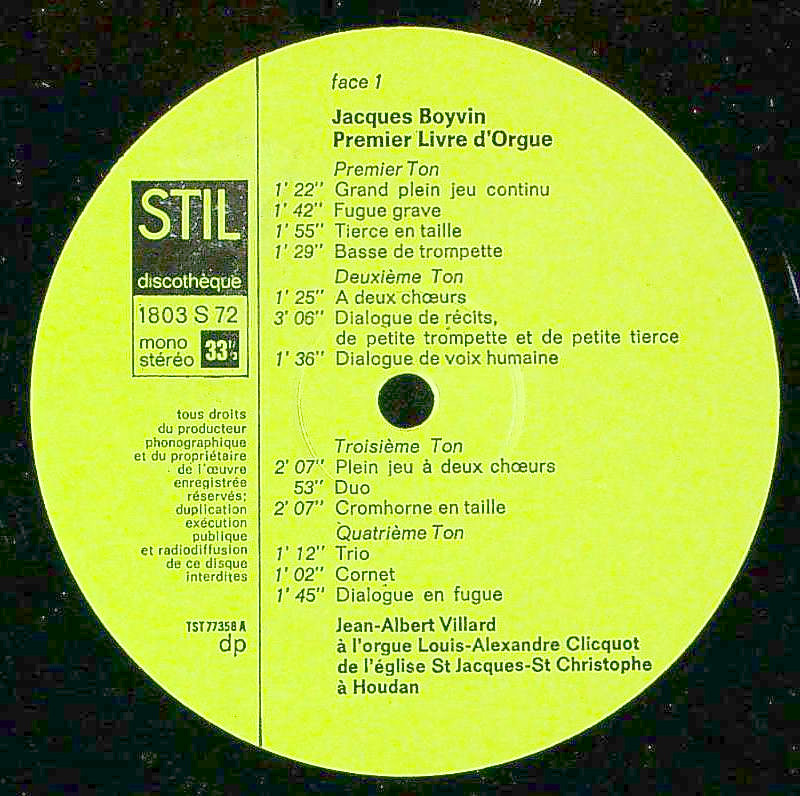 face 1
Jacques Boyvin
Premier Livre d'Orgue
Premier Ton
1' 22" Grand plein jeu continu
1' 42" Fugue grave
1' 55" Tierce en taille
1' 29" Basse de trompette
Deuxième Ton
1' 25" A deux chœurs
3' 06" Dialogue de récits,
de petite trompette et de petite tierce
1' 36" Dialogue de voix humaine
Troisième Ton
2' 07" Plein jeu à deux chœurs
53" Duo
2' 07" Cromhorne en taille
Quatrième Ton
1' 12" Trio
1' 02" Cornet
1' 45" Dialogue en fugue
Jean-Albert Villard
à l'orgue Louis-Alexandre Clicquot
de l'église St Jacques-St Christophe
à Houdan
STIL
discothèque
1803 S 72
mono
stéréo
33 1/3
tous droits
du producteur
phonographique
et du propriétaire
de l'œuvre
enregistrée
réservés;
duplication
exécution
publique
et radiodiffusion
de ce disque
interdites
TST 77358 A
dp